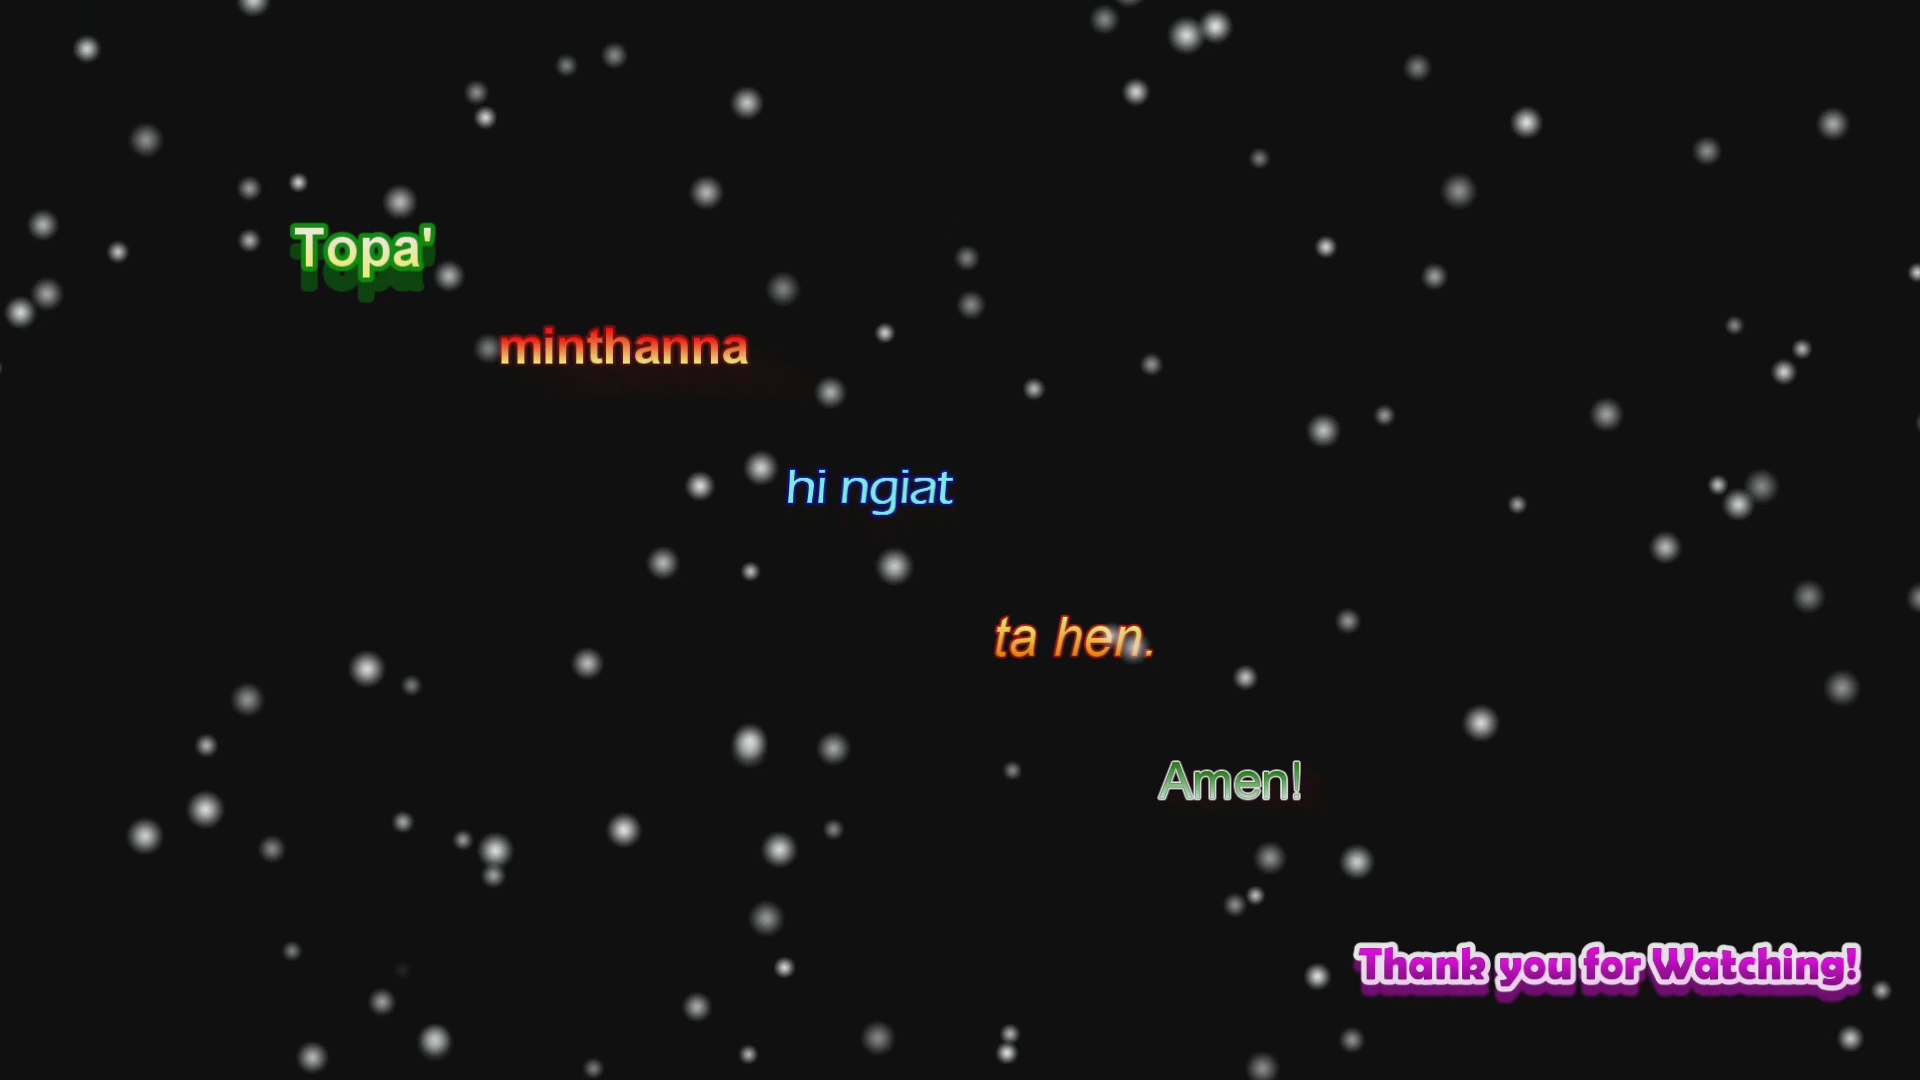 Topa'
minthanna
hi ngiat
ta hen.
Amen!
Thank you for Watching!